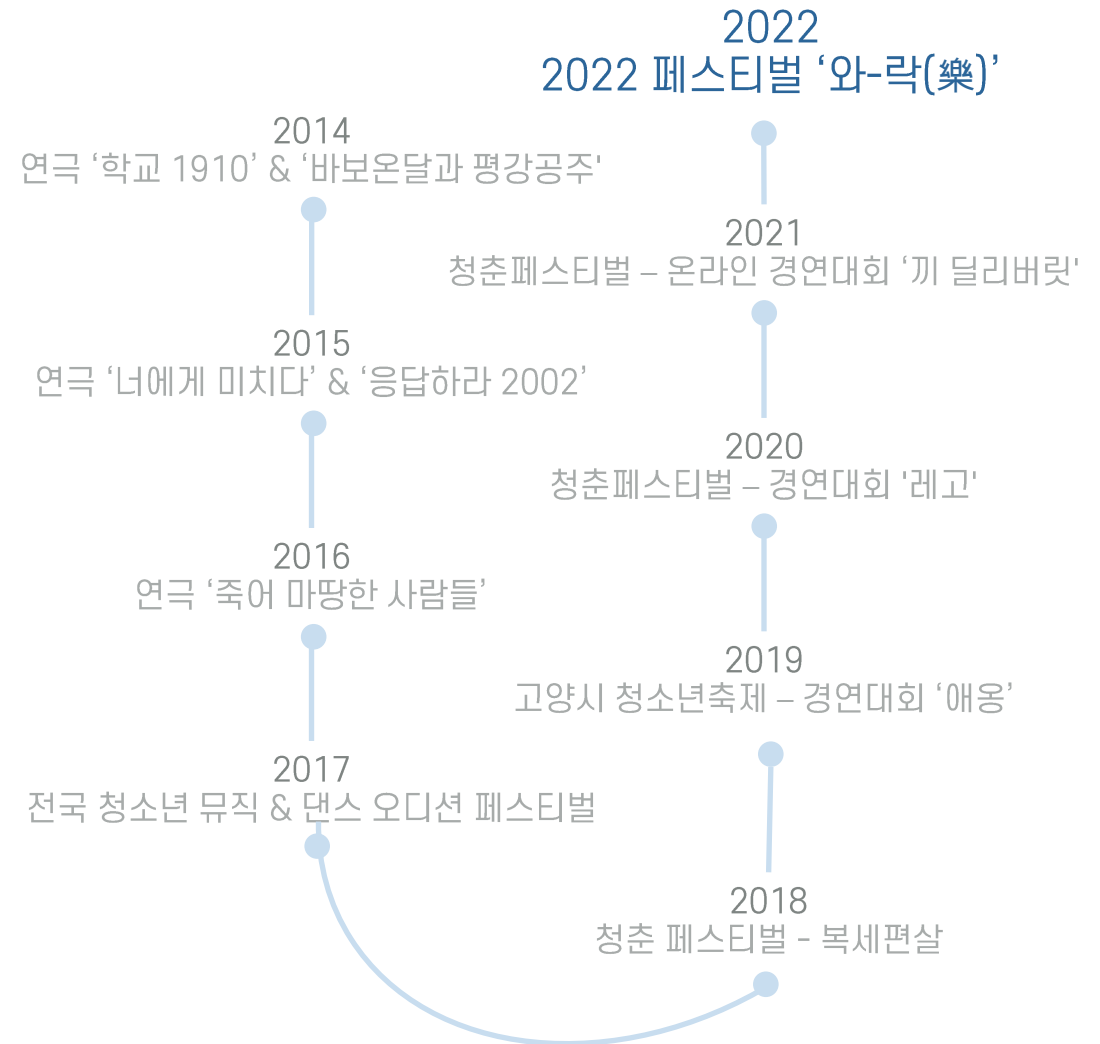 2014
연극 ‘학교 1910’ & ‘바보온달과 평강공주'
2015
연극 ‘너에게 미치다’ & ‘응답하라 2002’
2016
연극 ‘죽어 마땅한 사람들’
2017
전국 청소년 뮤직 & 댄스 오디션 페스티벌
2018
청춘 페스티벌 - 복세편살
2019
고양시 청소년축제 – 경연대회 ‘애옹’
2020
청춘페스티벌 – 경연대회 '레고'
2021
청춘페스티벌 – 온라인 경연대회 ‘끼 딜리버릿'
2022
2022 페스티벌 ‘와-락(樂)’